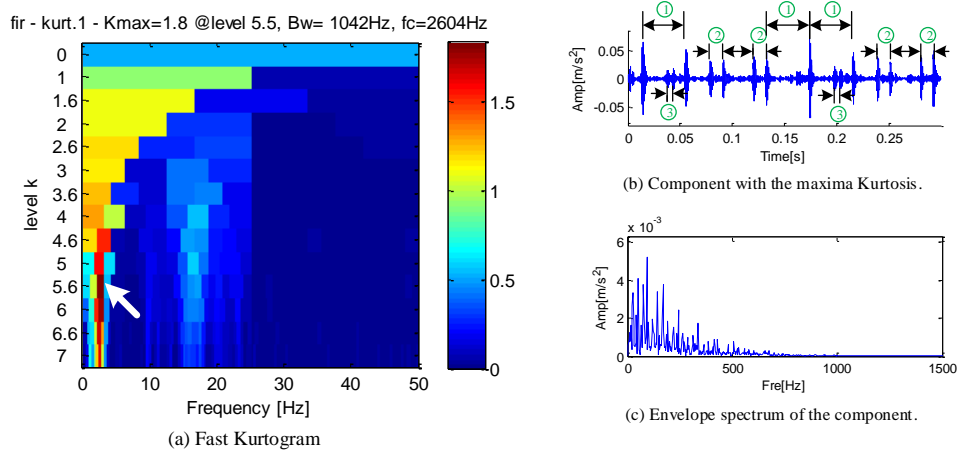 fir - kurt.1 - Kmax=1.8 @level 5.5, Bw= 1042Hz, fc=2604Hz
level k
0
1
1.6
2
2.6
3
3.6
4
4.6
5
5.6
6
6.6
7
0 10 20 30 40 50
Frequency [Hz]
1.5
1
0.5
0
(a) Fast Kurtogram
1 1 1
2 2 2 2
3 3
Amp[m/s²]
0.05
0
-0.05
0 0.05 0.1 0.15 0.2 0.25
Time[s]
(b) Component with the maxima Kurtosis.
x 10⁻³
Amp[m/s²]
6
4
2
0
0 500 1000 1500
Fre[Hz]
(c) Envelope spectrum of the component.